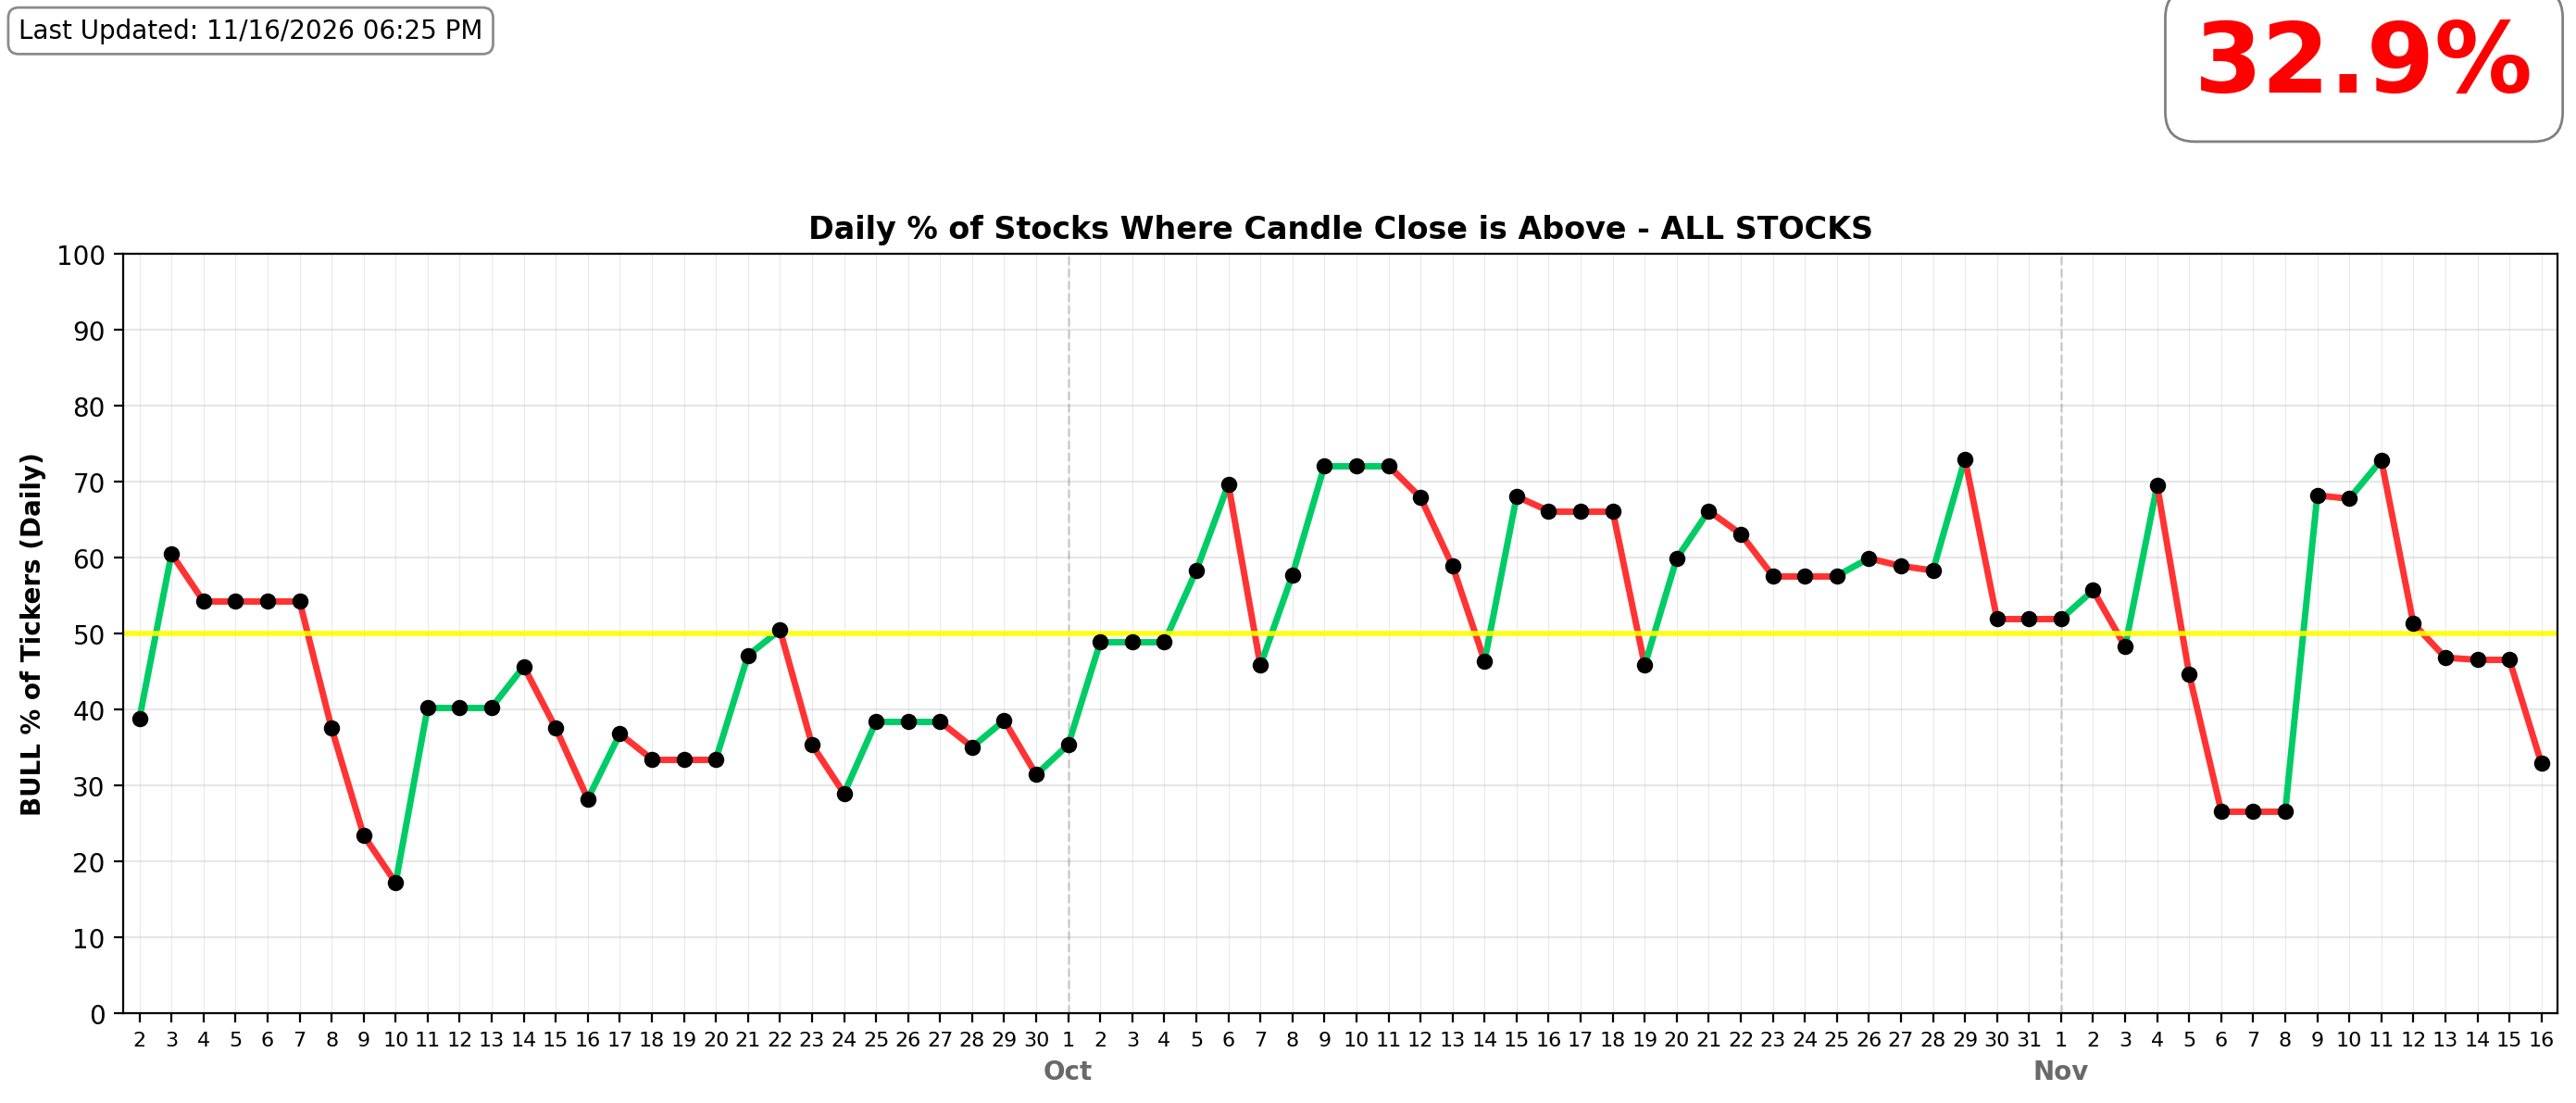 Last Updated: 11/16/2026 06:25 PM
32.9%
Daily % of Stocks Where Candle Close is Above - ALL STOCKS
BULL % of Tickers (Daily)
100
90
80
70
60
50
40
30
20
10
0
2 3 4 5 6 7 8 9 10 11 12 13 14 15 16 17 18 19 20 21 22 23 24 25 26 27 28 29 30 1 2 3 4 5 6 7 8 9 10 11 12 13 14 15 16 17 18 19 20 21 22 23 24 25 26 27 28 29 30 31 1 2 3 4 5 6 7 8 9 10 11 12 13 14 15 16
Oct Nov